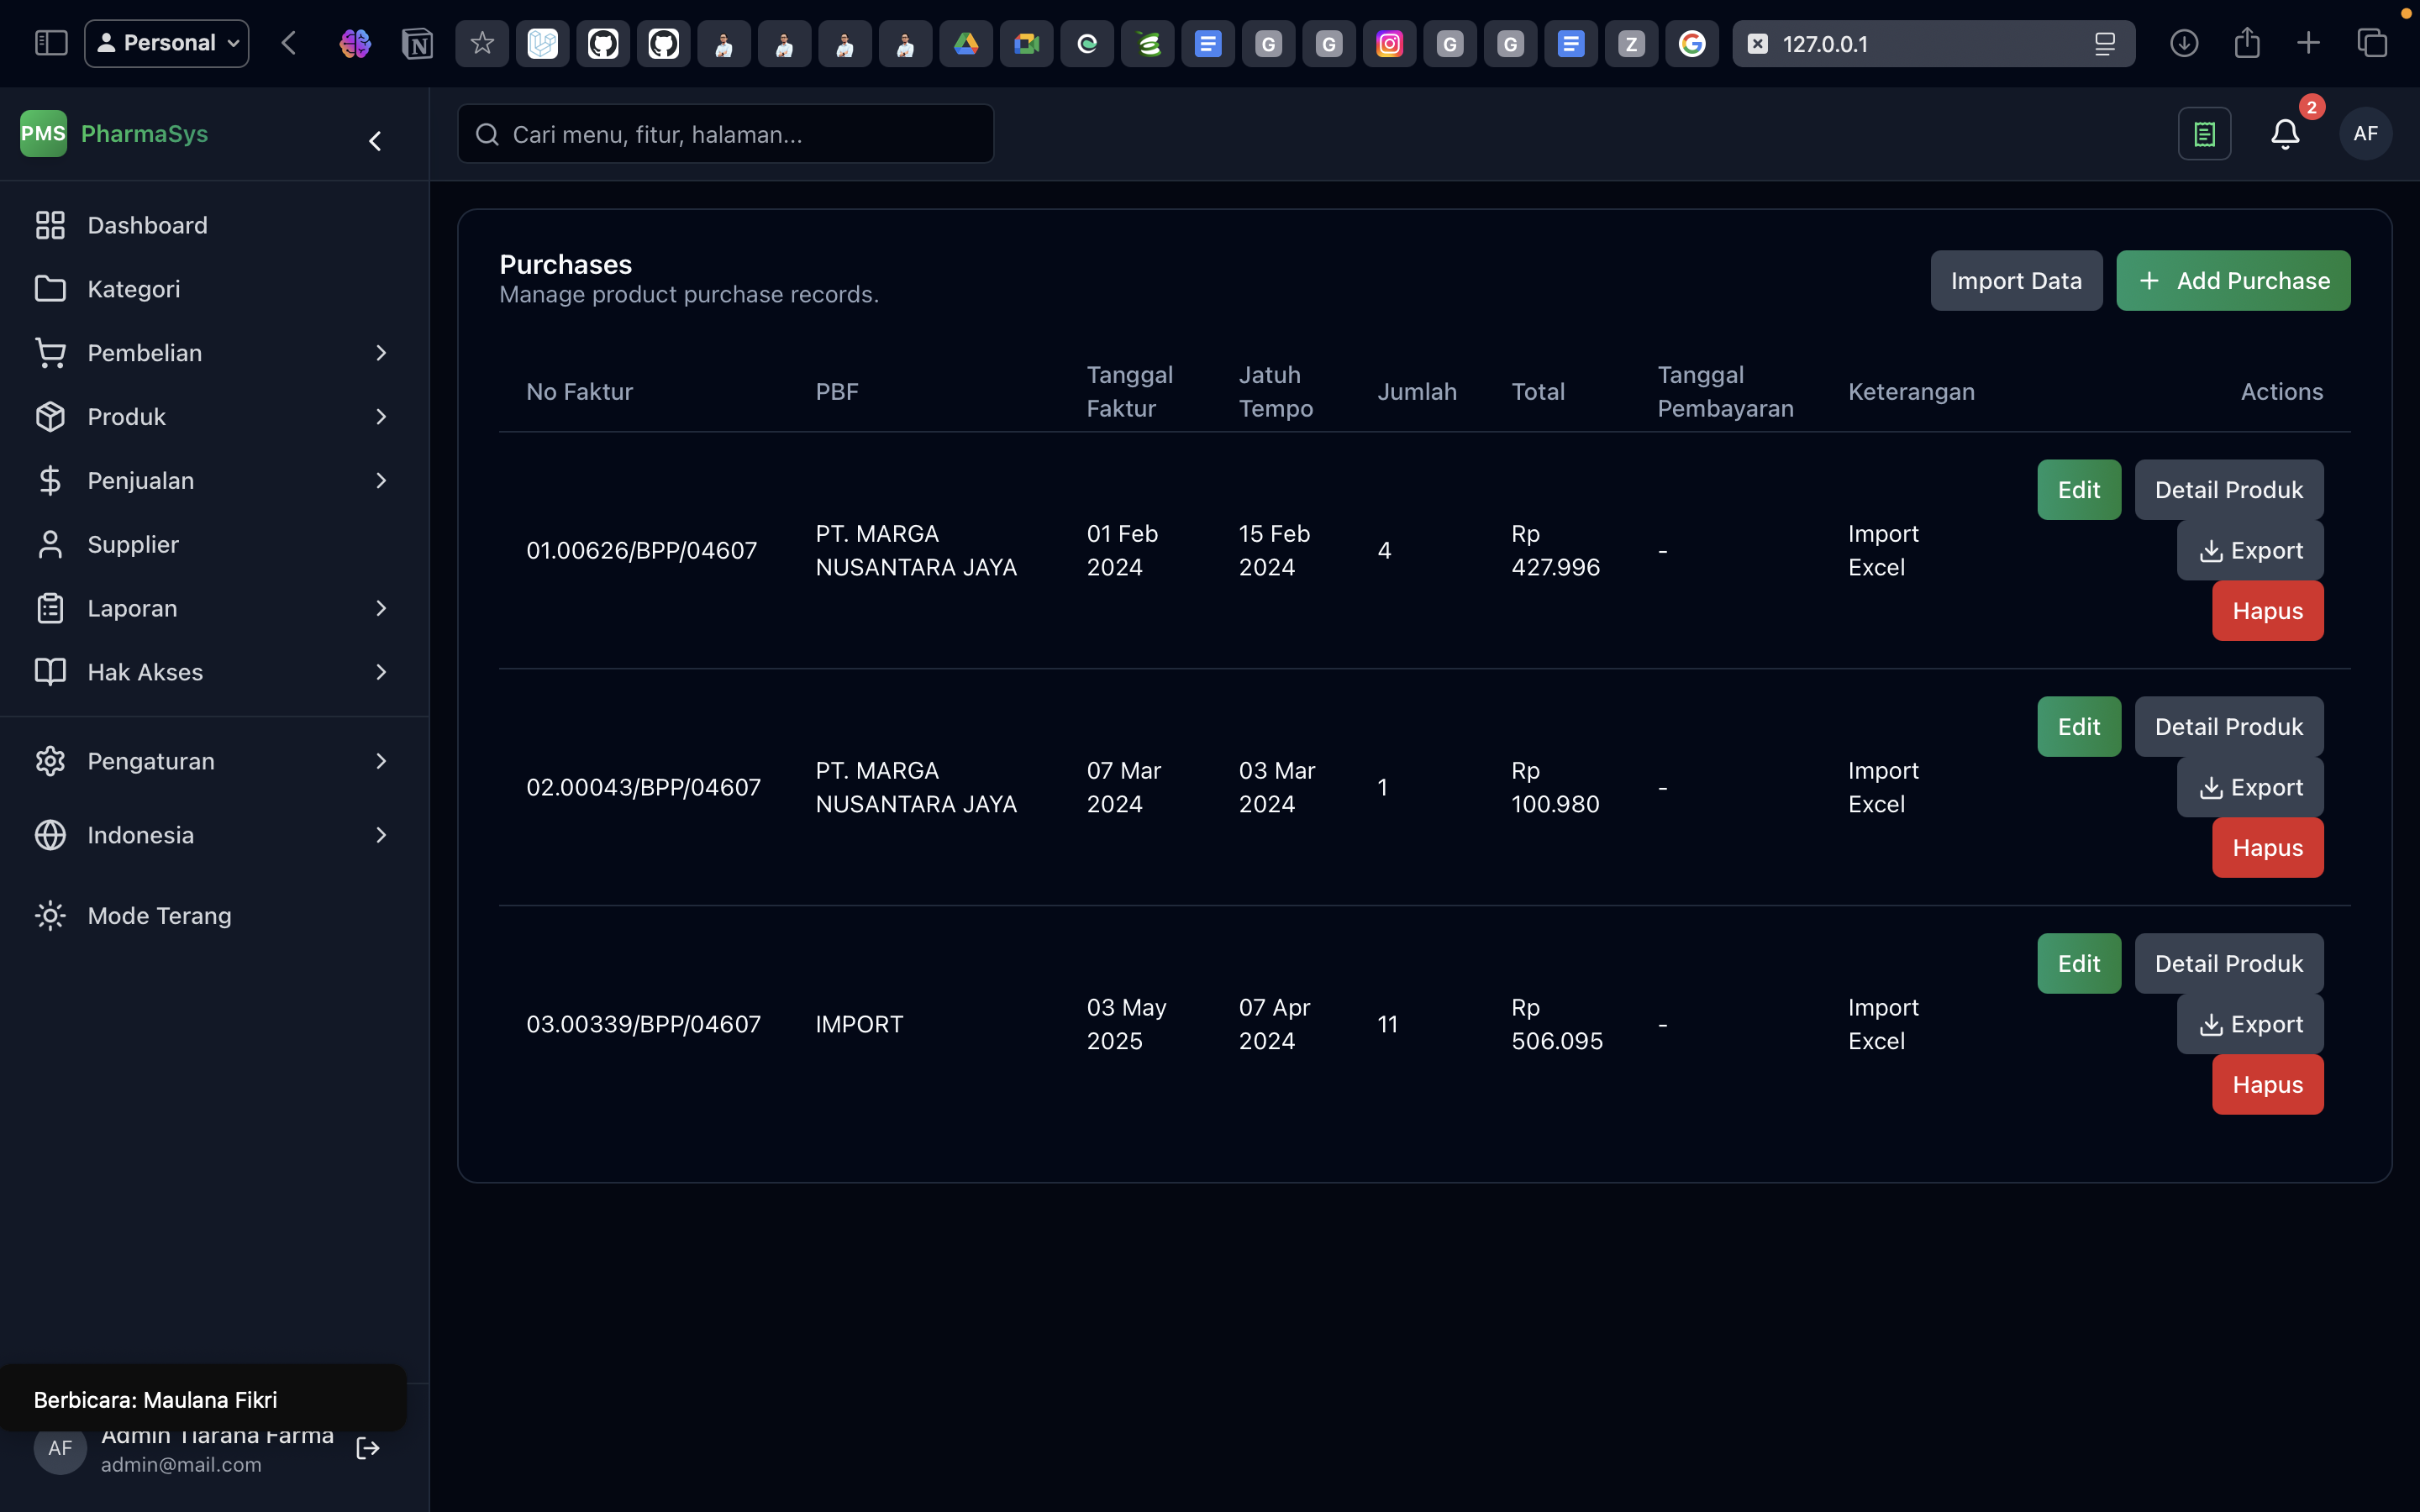 Personal
127.0.0.1
PMS PharmaSys
Cari menu, fitur, halaman...
2
AF
Dashboard
Kategori
Pembelian
Produk
Penjualan
Supplier
Laporan
Hak Akses
Pengaturan
Indonesia
Mode Terang
Berbicara: Maulana Fikri
AF
Admin Tiarana Farma
admin@mail.com
Purchases
Manage product purchase records.
Import Data
+ Add Purchase
No Faktur
PBF
Tanggal
Faktur
Jatuh
Tempo
Jumlah
Total
Tanggal
Pembayaran
Keterangan
Actions
01.00626/BPP/04607
PT. MARGA
NUSANTARA JAYA
01 Feb
2024
15 Feb
2024
4
Rp
427.996
-
Import
Excel
Edit
Detail Produk
Export
Hapus
02.00043/BPP/04607
PT. MARGA
NUSANTARA JAYA
07 Mar
2024
03 Mar
2024
1
Rp
100.980
-
Import
Excel
Edit
Detail Produk
Export
Hapus
03.00339/BPP/04607
IMPORT
03 May
2025
07 Apr
2024
11
Rp
506.095
-
Import
Excel
Edit
Detail Produk
Export
Hapus